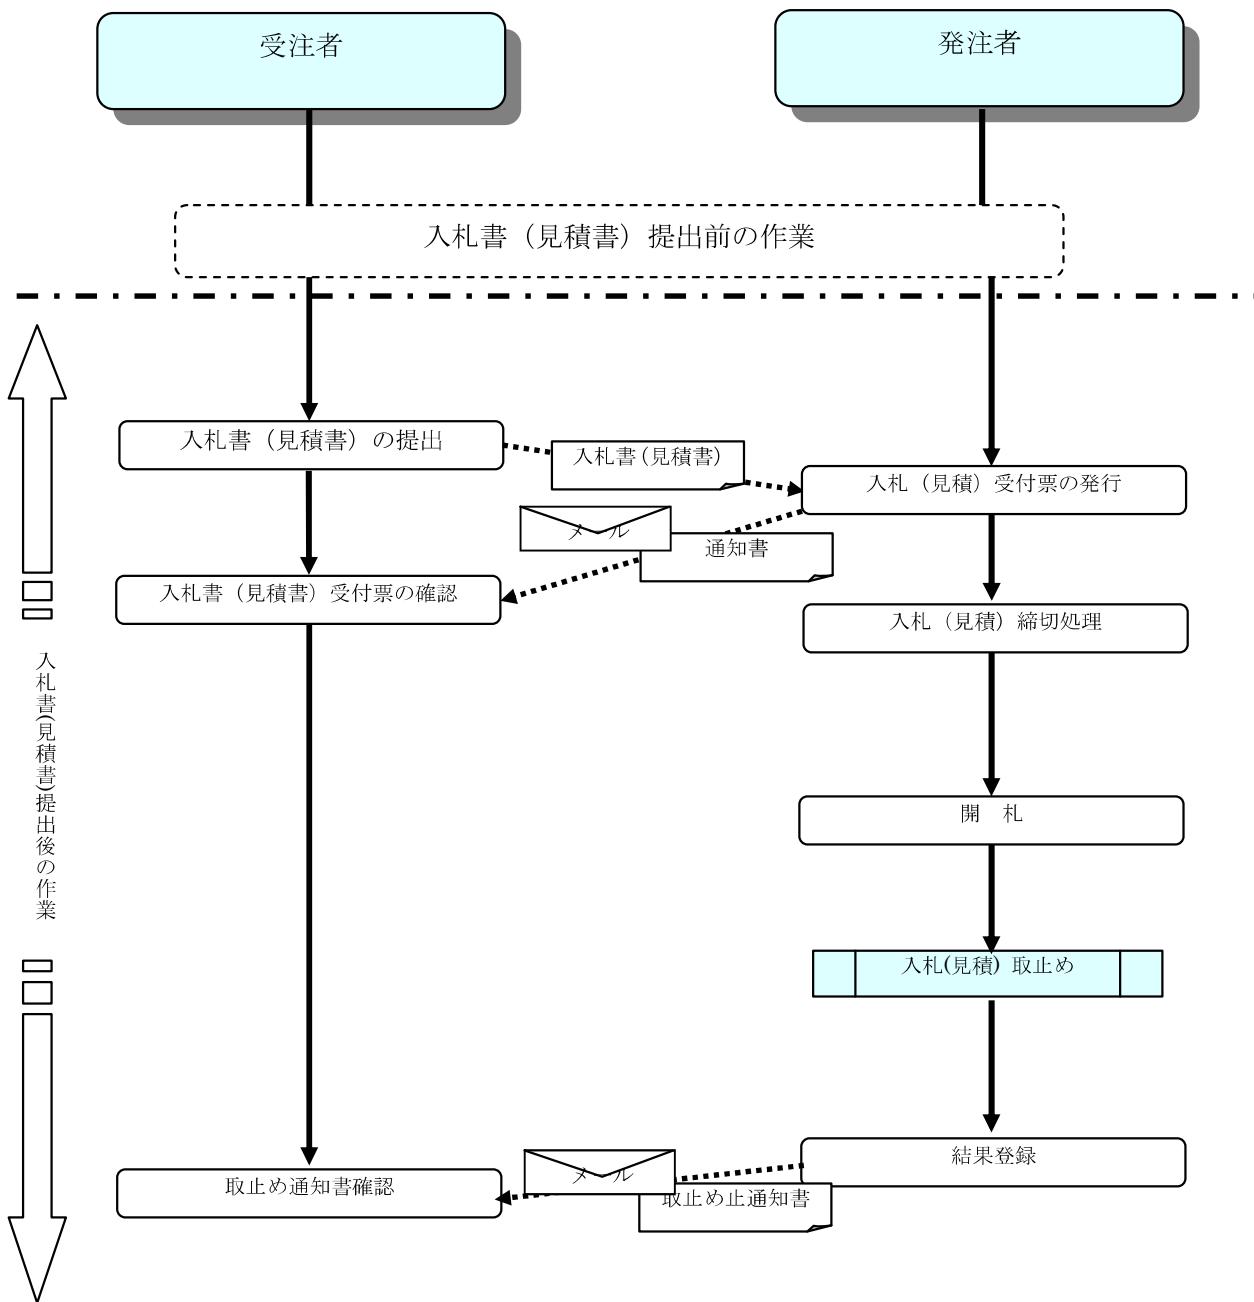 受注者
発注者
入札書（見積書）提出前の作業
入札書（見積書）の提出
入札書（見積書）
入札（見積）受付票の発行
メール
通知書
入札書（見積書）受付票の確認
入札（見積）締切処理
入札書(見積書)提出後の作業
開　札
入札(見積) 取止め
結果登録
メール
取止め止通知書
取止め通知書確認